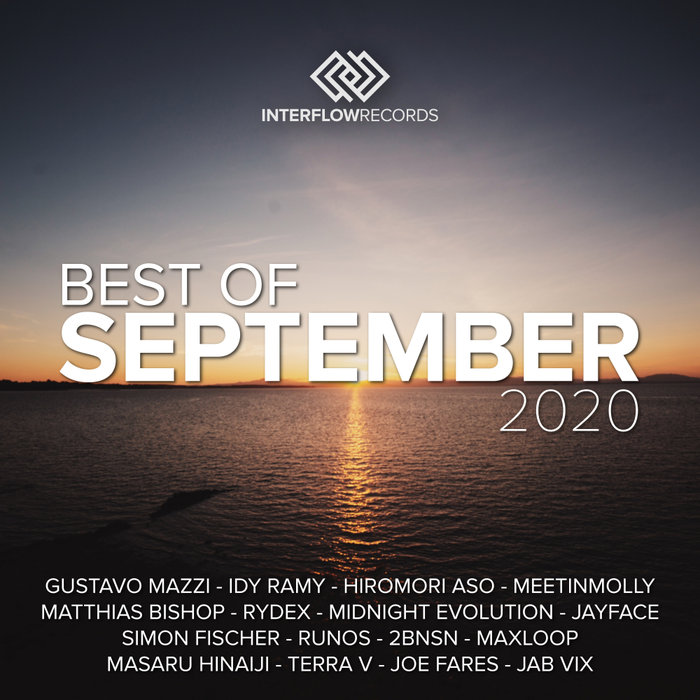 INTERFLOWRECORDS
BEST OF
SEPTEMBER
2020
GUSTAVO MAZZI - IDY RAMY - HIROMORI ASO - MEETINMOLLY
MATTHIAS BISHOP - RYDEX - MIDNIGHT EVOLUTION - JAYFACE
SIMON FISCHER - RUNOS - 2BNSN - MAXLOOP
MASARU HINAIJI - TERRA V - JOE FARES - JAB VIX